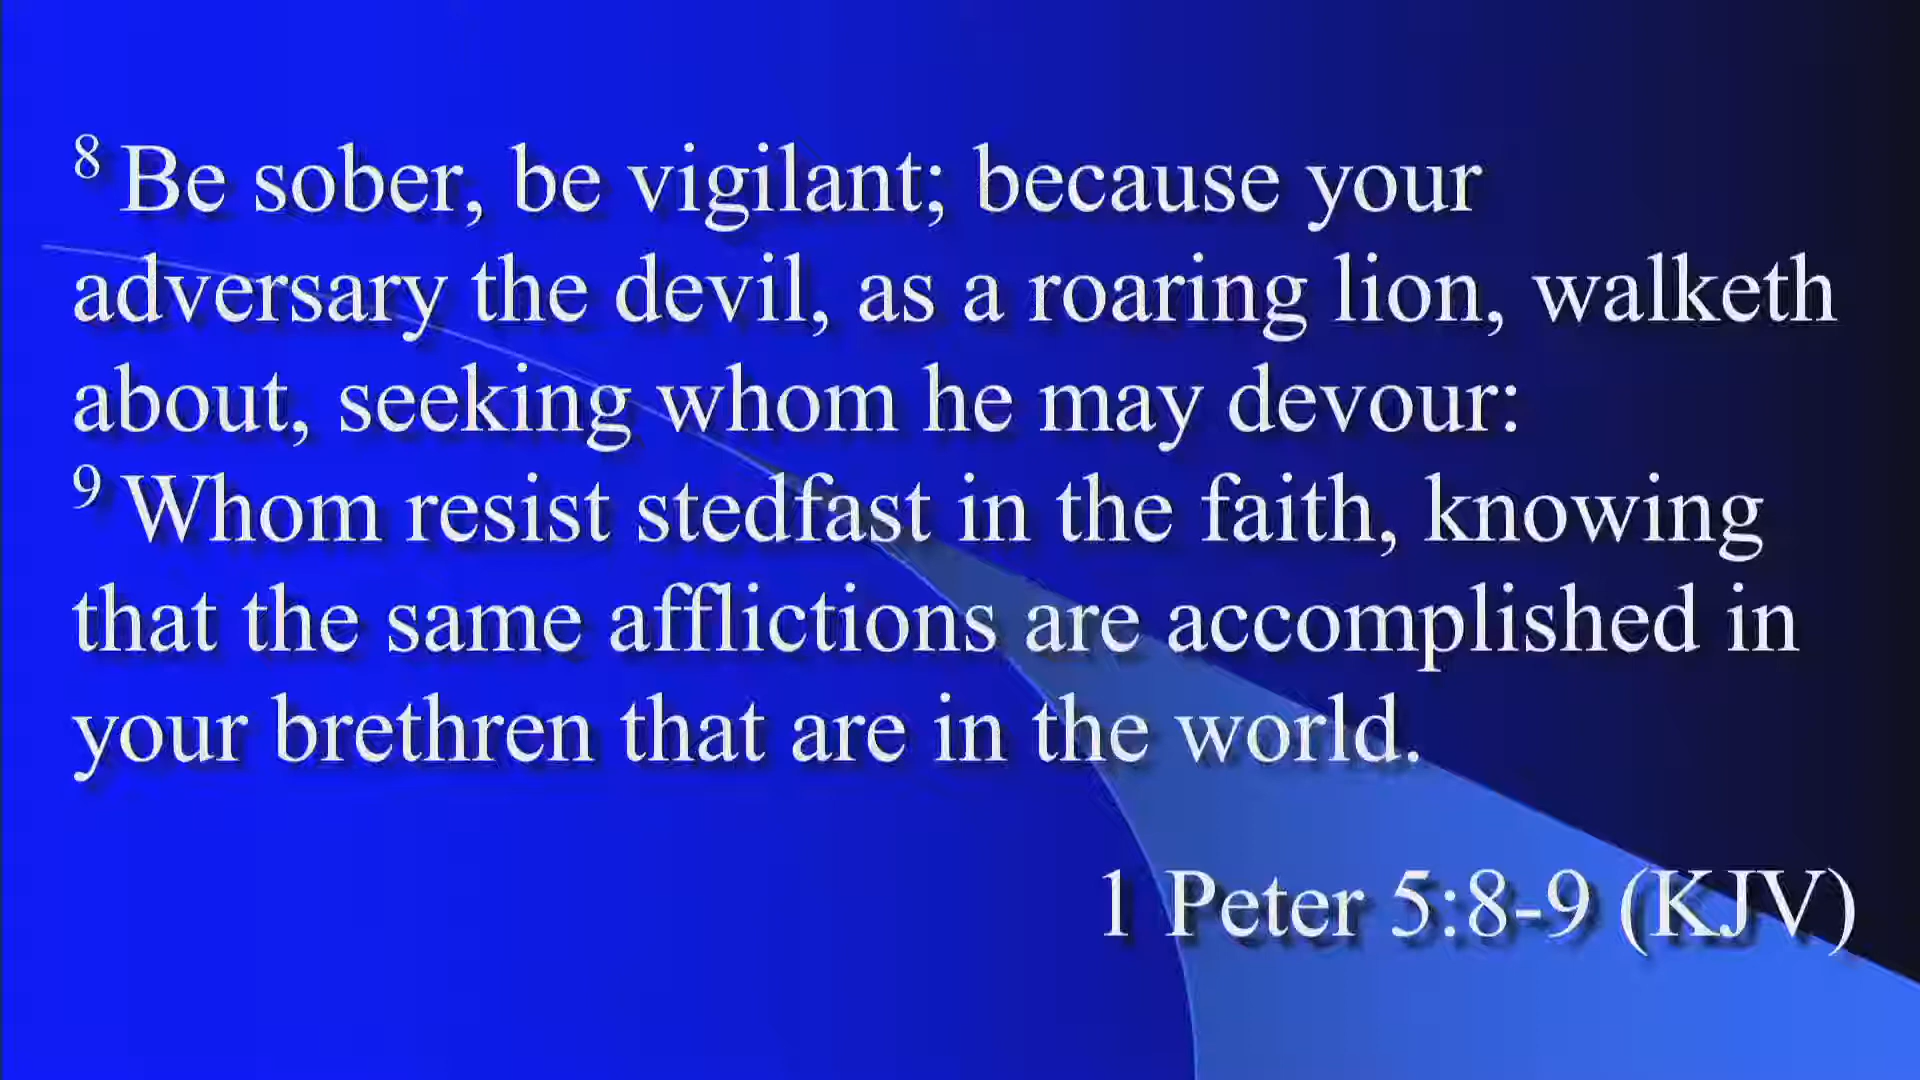 8 Be sober, be vigilant; because your
adversary the devil, as a roaring lion, walketh
about, seeking whom he may devour:
9 Whom resist stedfast in the faith, knowing
that the same afflictions are accomplished in
your brethren that are in the world.
1 Peter 5:8-9 (KJV)